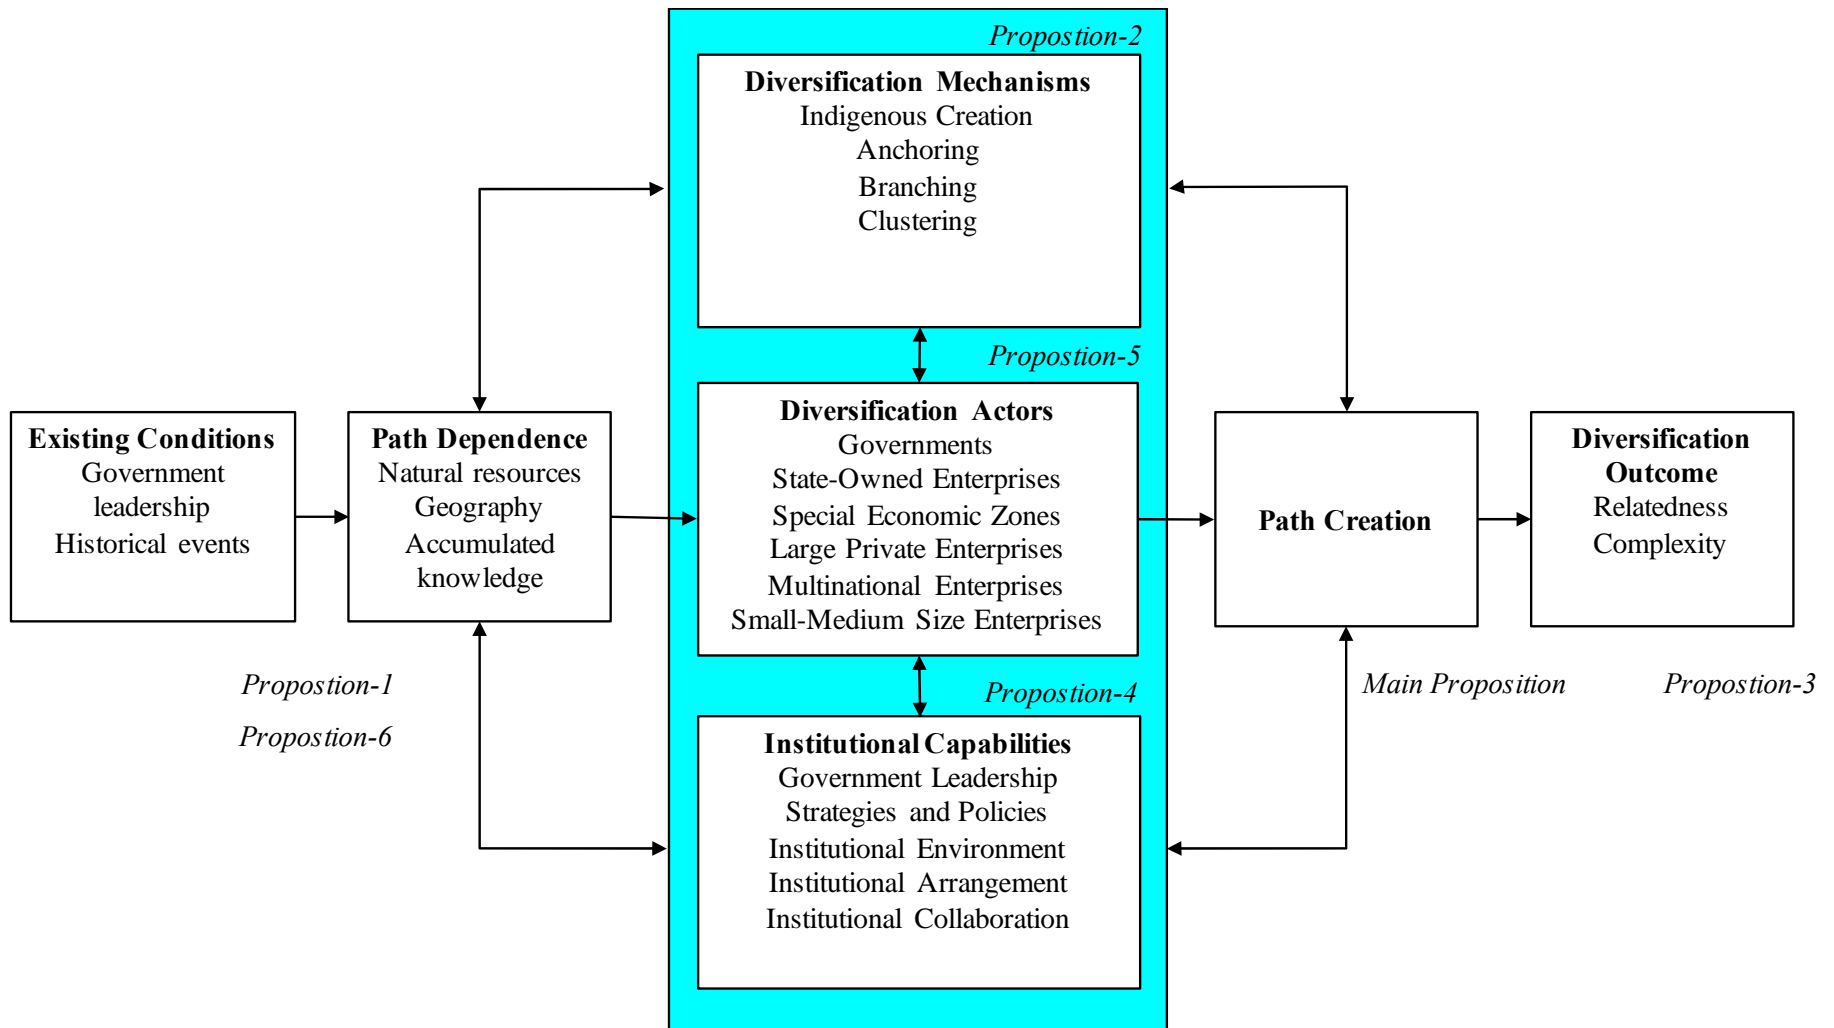 Propostion-2
Diversification Mechanisms
Indigenous Creation
Anchoring
Branching
Clustering
Propostion-5
Existing Conditions
Government
leadership
Historical events
Path Dependence
Natural resources
Geography
Accumulated
knowledge
Diversification Actors
Governments
State-Owned Enterprises
Special Economic Zones
Large Private Enterprises
Multinational Enterprises
Small-Medium Size Enterprises
Path Creation
Diversification
Outcome
Relatedness
Complexity
Propostion-1
Propostion-6
Propostion-4
Main Proposition
Propostion-3
Institutional Capabilities
Government Leadership
Strategies and Policies
Institutional Environment
Institutional Arrangement
Institutional Collaboration